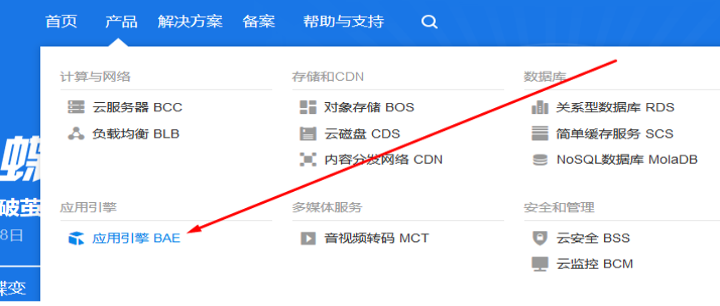 首页 产品 解决方案 备案 帮助与支持
计算与网络 存储和CDN 数据库
云服务器 BCC 对象存储 BOS 关系型数据库 RDS
负载均衡 BLB 云磁盘 CDS 简单缓存服务 SCS
内容分发网络 CDN NoSQL数据库 MolaDB
蝶
破茧
8日
应用引擎 多媒体服务 安全和管理
应用引擎 BAE 音视频转码 MCT 云安全 BSS
云监控 BCM
蝶变